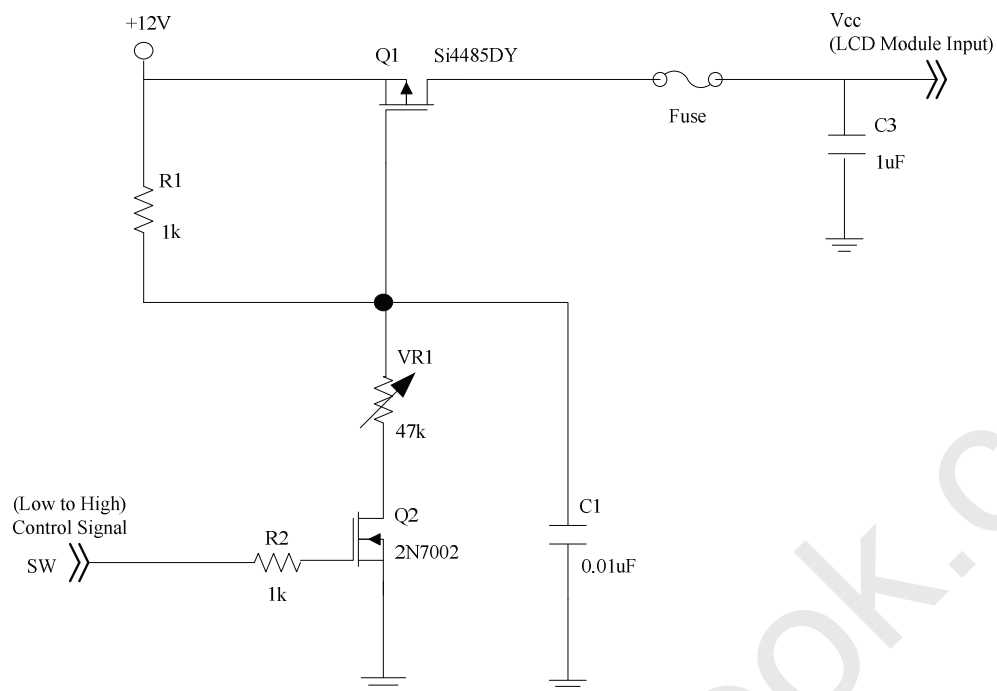 +12V
Q1
Si4485DY
Vcc
(LCD Module Input)
Fuse
C3
1uF
R1
1k
VR1
47k
(Low to High)
Control Signal
SW
R2
1k
Q2
2N7002
C1
0.01uF
ok.c